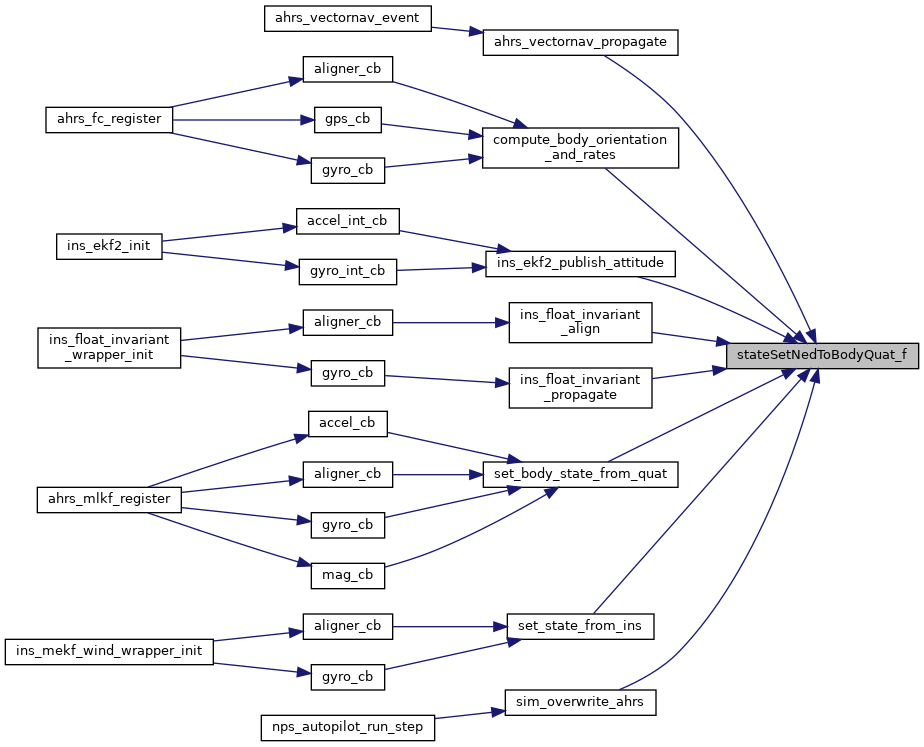 ahrs_vectornav_event
ahrs_vectornav_propagate
aligner_cb
ahrs_fc_register
gps_cb
compute_body_orientation
_and_rates
gyro_cb
accel_int_cb
ins_ekf2_init
ins_ekf2_publish_attitude
gyro_int_cb
ins_float_invariant
_align
aligner_cb
ins_float_invariant
_wrapper_init
stateSetNedToBodyQuat_f
gyro_cb
ins_float_invariant
_propagate
accel_cb
aligner_cb
set_body_state_from_quat
ahrs_mlkf_register
gyro_cb
mag_cb
aligner_cb
set_state_from_ins
ins_mekf_wind_wrapper_init
gyro_cb
sim_overwrite_ahrs
nps_autopilot_run_step